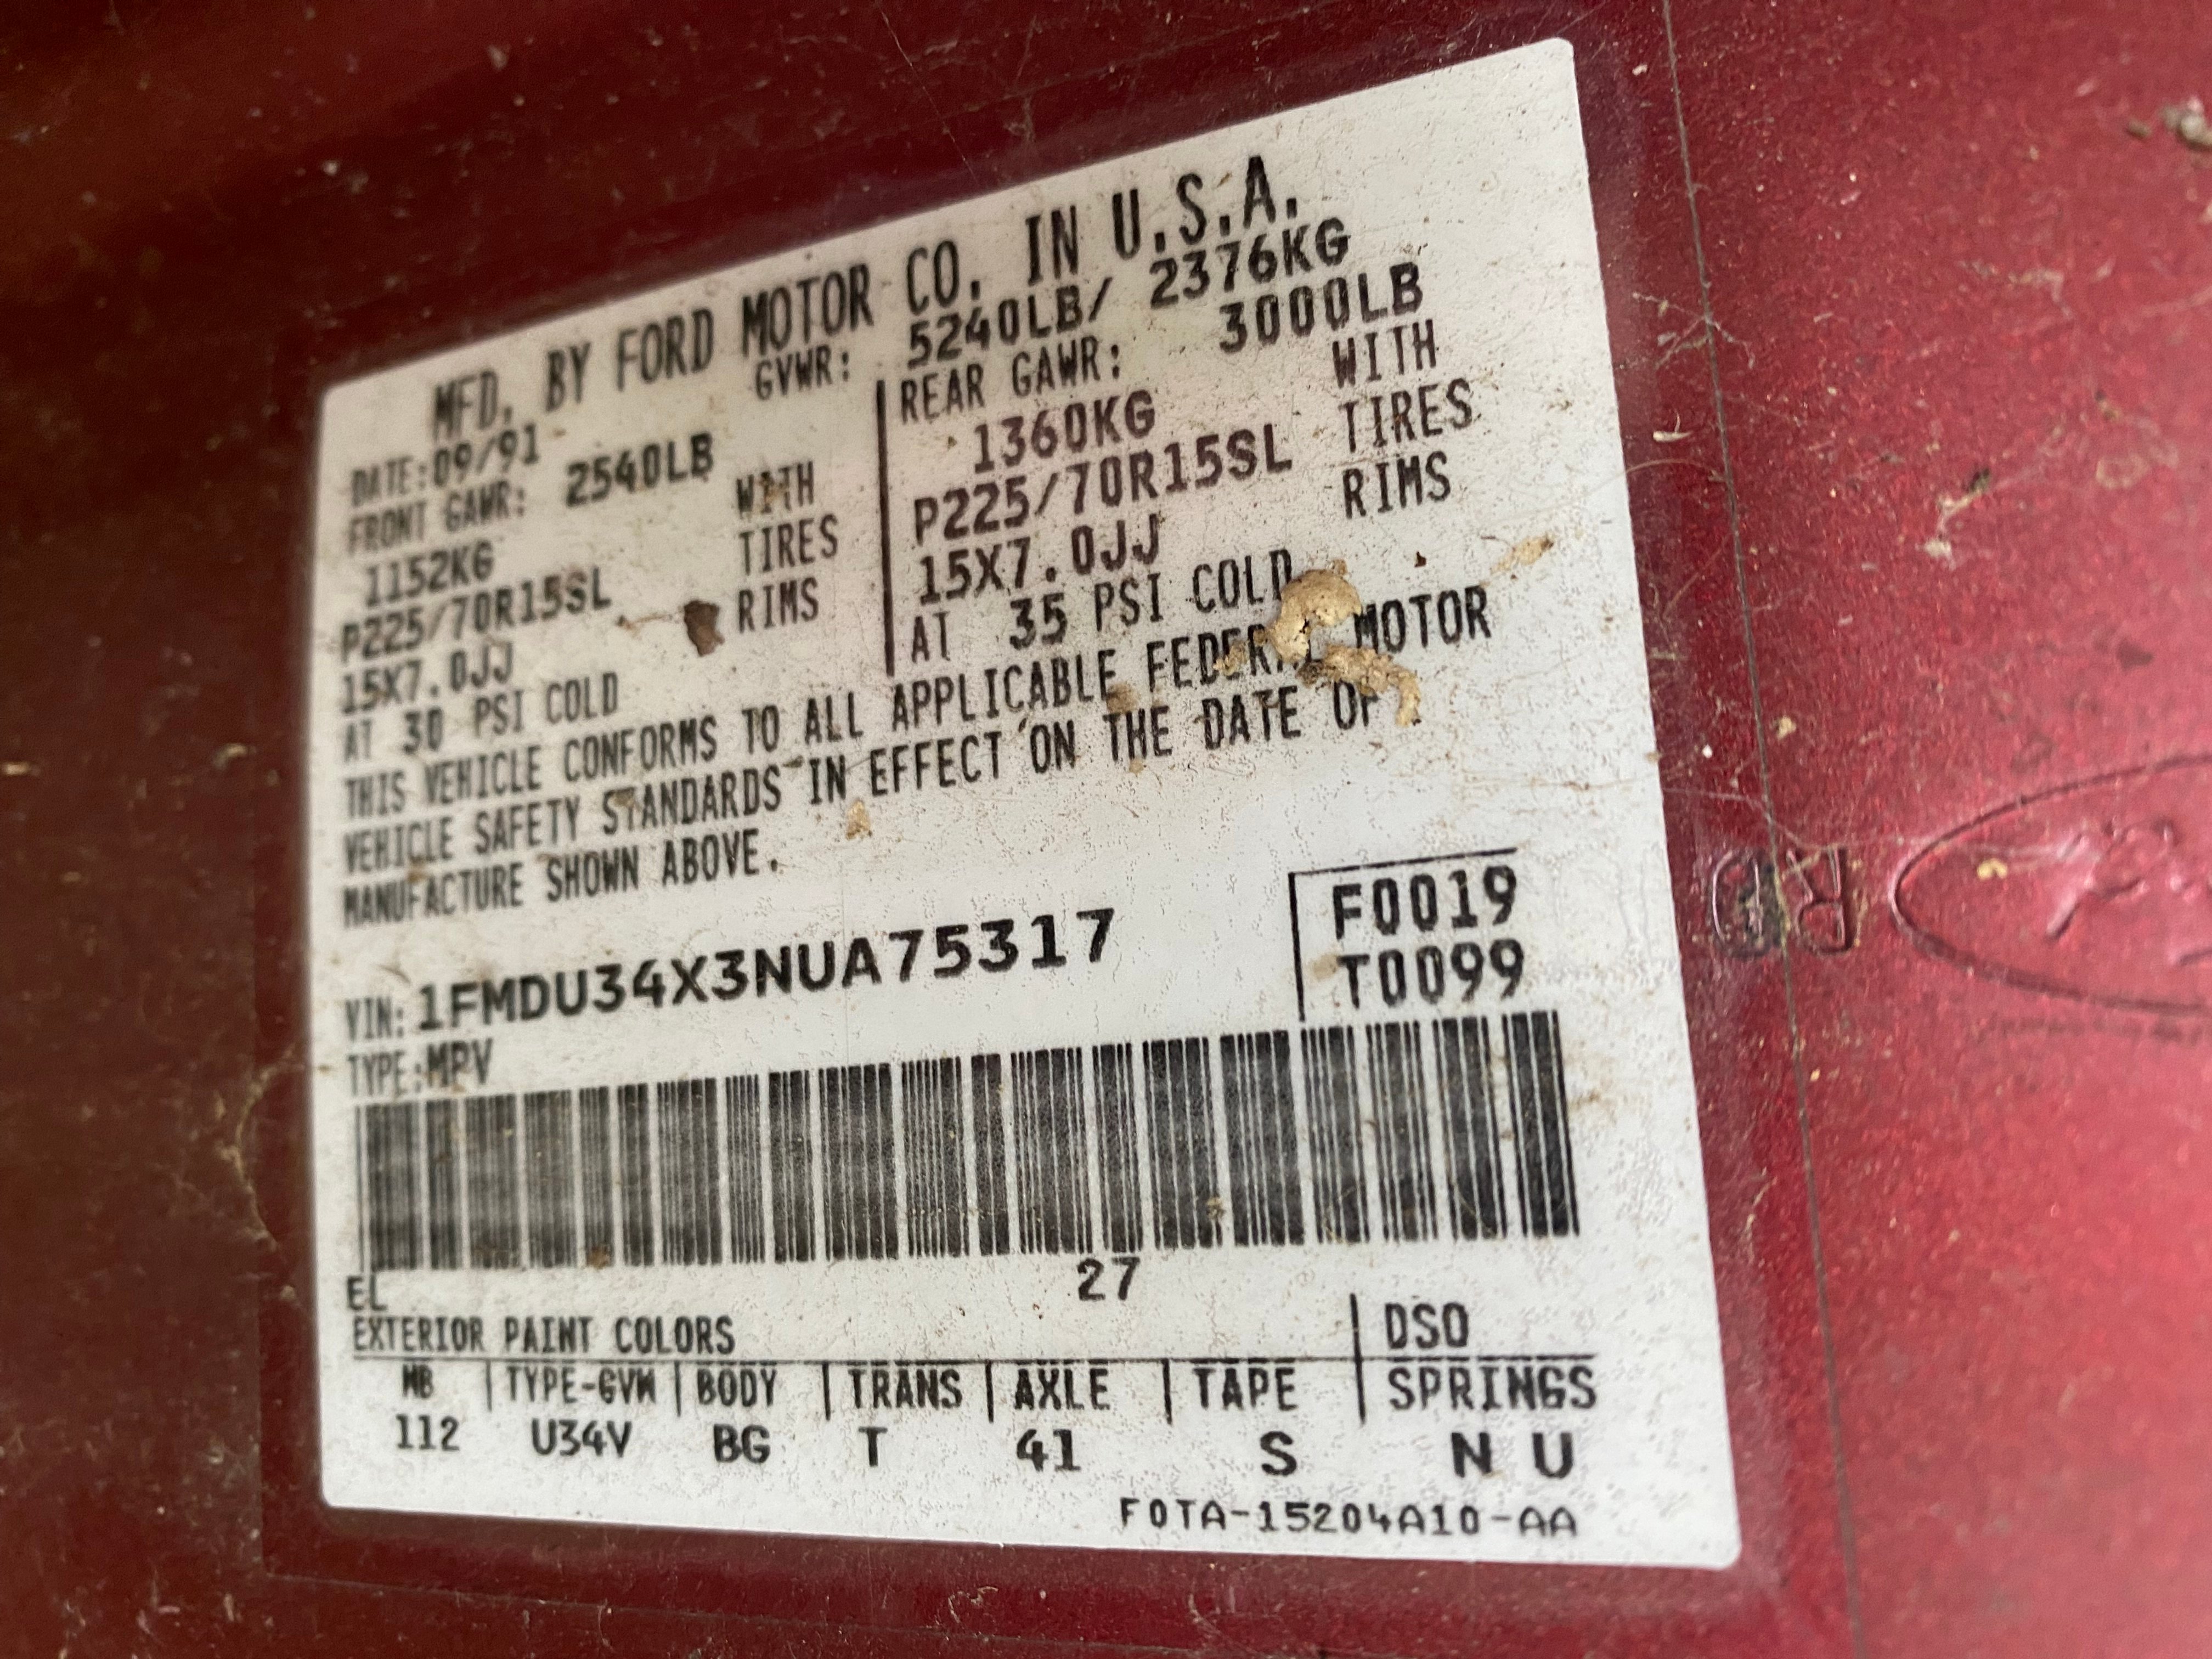 MFD. BY FORD MOTOR CO. IN U.S.A.
DATE:09/91 GVWR: 5240LB/ 2376KG
FRONT GAWR: 2540LB
1152KG WITH
P225/70R15SL TIRES
15X7.0JJ RIMS
AT 30 PSI COLD
REAR GAWR: 3000LB
1360KG WITH
P225/70R15SL TIRES
15X7.0JJ RIMS
AT 35 PSI COLD
THIS VEHICLE CONFORMS TO ALL APPLICABLE FEDERAL MOTOR
VEHICLE SAFETY STANDARDS IN EFFECT ON THE DATE OF
MANUFACTURE SHOWN ABOVE.
VIN: 1FMDU34X3NUA75317
TYPE:MPV
F0019
T0099
EL 27
EXTERIOR PAINT COLORS DSO
WB TYPE-GVW BODY TRANS AXLE TAPE SPRINGS
112 U34V BG T 41 S N U
F0TA-15204A10-AA